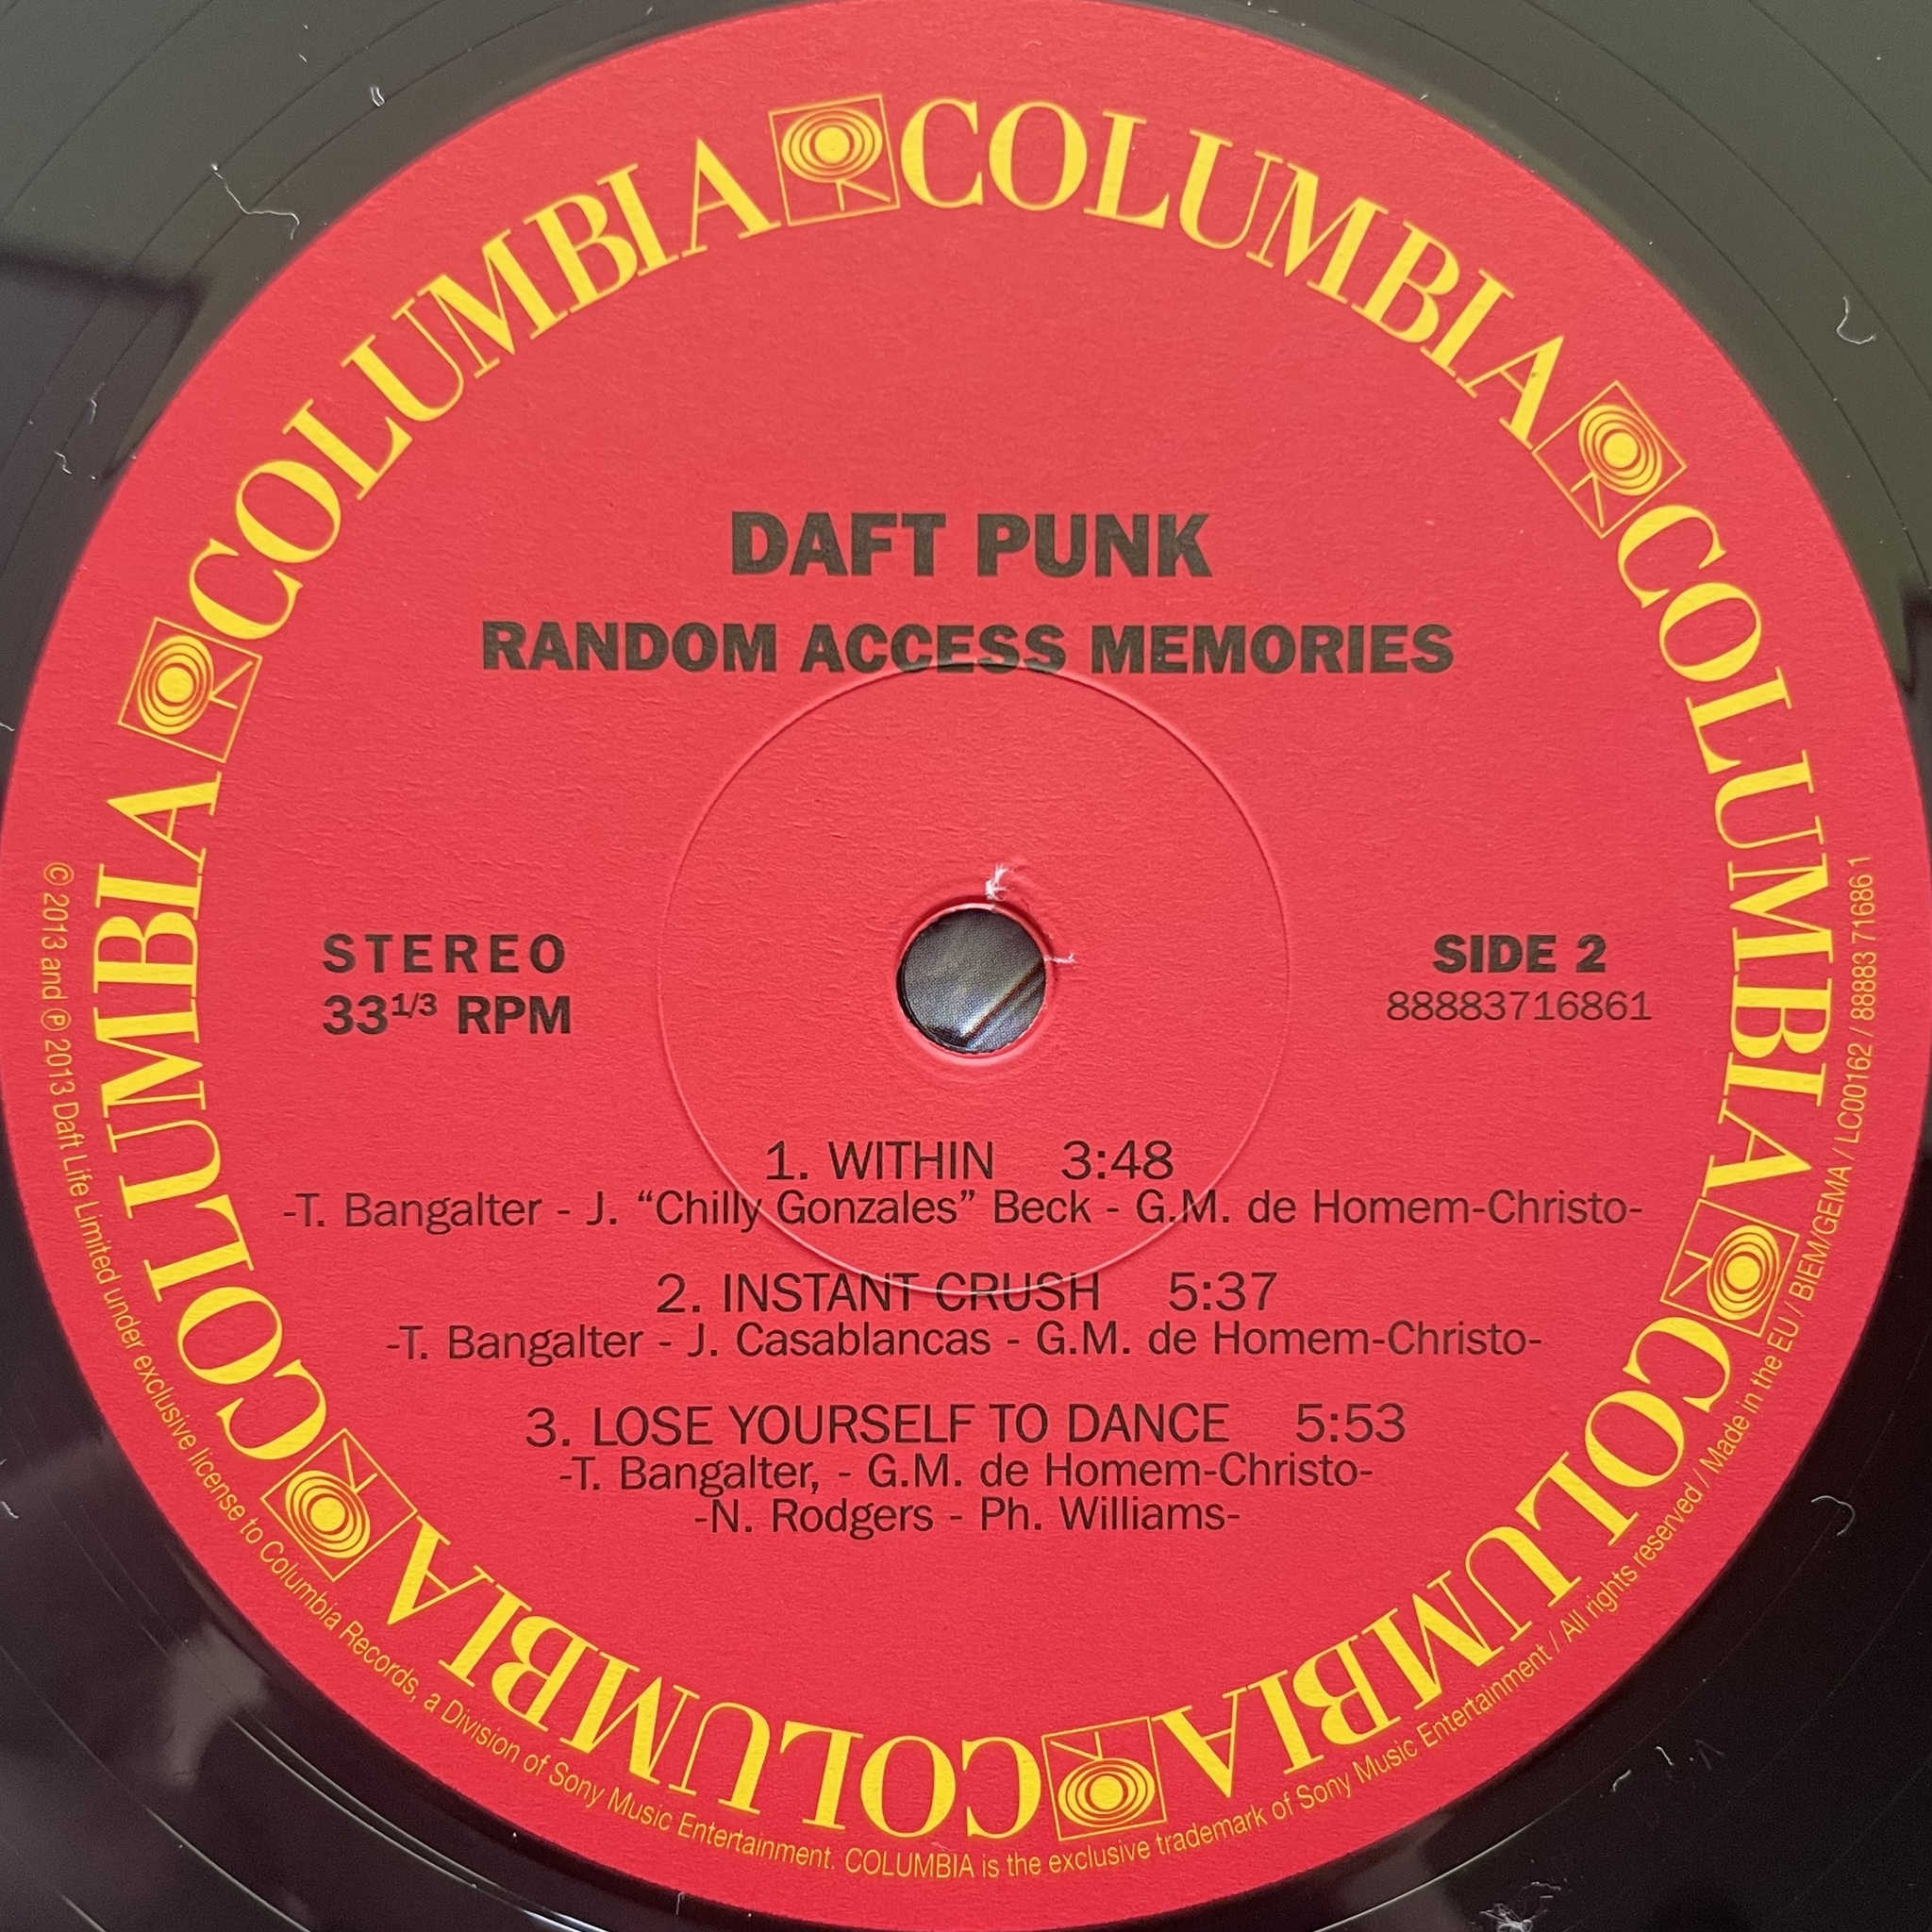 COLUMBIA COLUMBIA COLUMBIA COLUMBIA COLUMBIA COLUMBIA COLUMBIA
DAFT PUNK
RANDOM ACCESS MEMORIES
STEREO
33 1/3 RPM
SIDE 2
88883716861
1. WITHIN 3:48
-T. Bangalter - J. “Chilly Gonzales” Beck - G.M. de Homem-Christo-
2. INSTANT CRUSH 5:37
-T. Bangalter - J. Casablancas - G.M. de Homem-Christo-
3. LOSE YOURSELF TO DANCE 5:53
-T. Bangalter, - G.M. de Homem-Christo-
-N. Rodgers - Ph. Williams-
© 2013 and ℗ 2013 Daft Life Limited under exclusive license to Columbia Records, a Division of Sony Music Entertainment. COLUMBIA is the exclusive trademark of Sony Music Entertainment / All rights reserved / Made in the EU / BIEM/GEMA / LC00162 / 88883 71686 1